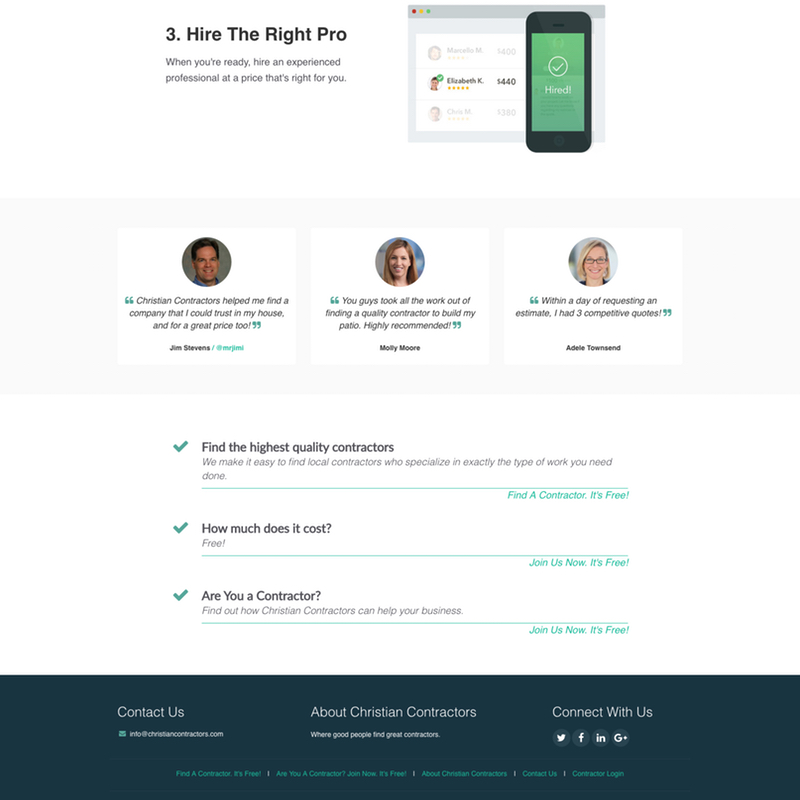 3. Hire The Right Pro
When you're ready, hire an experienced
professional at a price that's right for you.
Marcello M.
$400
Elizabeth K.
$440
Chris M.
$380
Hired!
Christian Contractors helped me find a
company that I could trust in my house,
and for a great price too!
Jim Stevens / @mrjimi
You guys took all the work out of
finding a quality contractor to build my
patio. Highly recommended!
Molly Moore
Within a day of requesting an
estimate, I had 3 competitive quotes!
Adele Townsend
Find the highest quality contractors
We make it easy to find local contractors who specialize in exactly the type of work you need
done.
Find A Contractor. It's Free!
How much does it cost?
Free!
Join Us Now. It's Free!
Are You a Contractor?
Find out how Christian Contractors can help your business.
Join Us Now. It's Free!
Contact Us
info@christiancontractors.com
About Christian Contractors
Where good people find great contractors.
Connect With Us
Find A Contractor. It's Free! | Are You A Contractor? Join Now. It's Free! | About Christian Contractors | Contact Us | Contractor Login